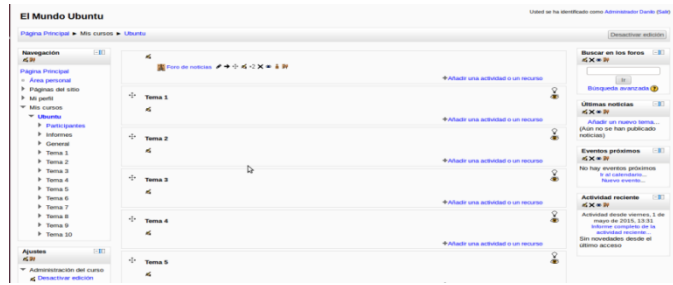 El Mundo Ubuntu
Usted se ha identificado como Administrador Danilo (Salir)
Página Principal ► Mis cursos ► Ubuntu
Desactivar edición
Navegación
Página Principal
Área personal
Páginas del sitio
Mi perfil
Mis cursos
Ubuntu
Participantes
Informes
General
Tema 1
Tema 2
Tema 3
Tema 4
Tema 5
Tema 6
Tema 7
Tema 8
Tema 9
Tema 10
Ajustes
Administración del curso
Desactivar edición
Foro de noticias
Añadir una actividad o un recurso
Tema 1
Añadir una actividad o un recurso
Tema 2
Añadir una actividad o un recurso
Tema 3
Añadir una actividad o un recurso
Tema 4
Añadir una actividad o un recurso
Tema 5
Buscar en los foros
Ir
Búsqueda avanzada
Últimas noticias
Añadir un nuevo tema...
(Aún no se han publicado
noticias)
Eventos próximos
No hay eventos próximos
Ir al calendario...
Nuevo evento...
Actividad reciente
Actividad desde viernes, 1 de
mayo de 2015, 13:31
Informe completo de la
actividad reciente...
Sin novedades desde el
último acceso